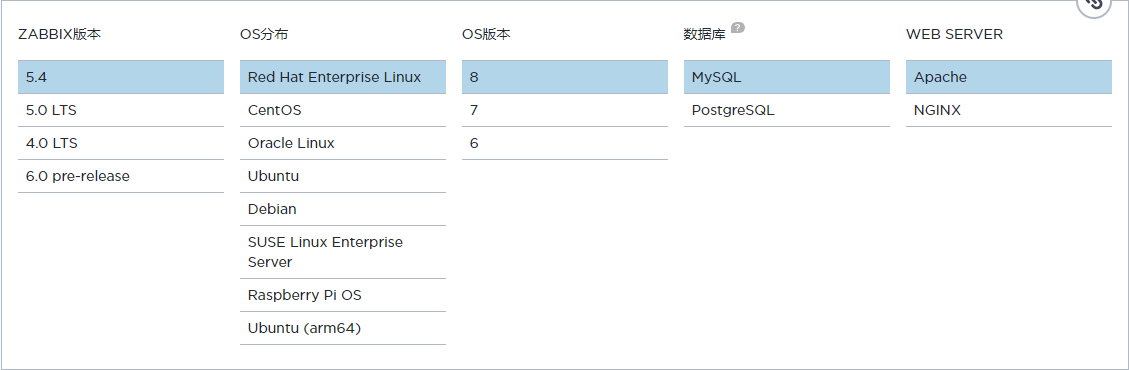 ZABBIX版本
OS分布
OS版本
数据库 ?
WEB SERVER
5.4
Red Hat Enterprise Linux
8
MySQL
Apache
5.0 LTS
CentOS
7
PostgreSQL
NGINX
4.0 LTS
Oracle Linux
6
6.0 pre-release
Ubuntu
Debian
SUSE Linux Enterprise
Server
Raspberry Pi OS
Ubuntu (arm64)